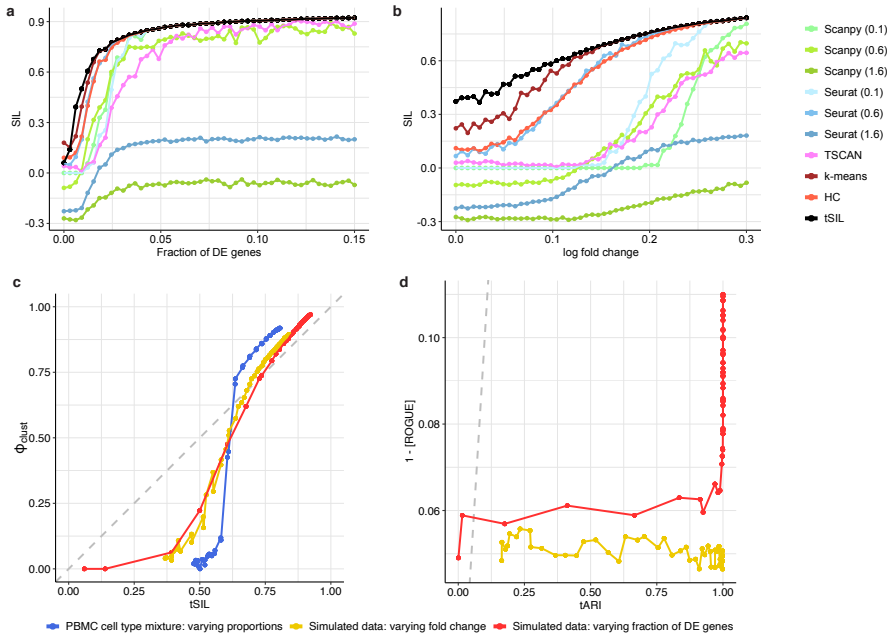 a
SIL
0.9
0.6
0.3
0.0
-0.3
0.00
0.05
0.10
0.15
Fraction of DE genes
b
SIL
0.9
0.6
0.3
0.0
-0.3
0.0
0.1
0.2
0.3
log fold change
Scanpy (0.1)
Scanpy (0.6)
Scanpy (1.6)
Seurat (0.1)
Seurat (0.6)
Seurat (1.6)
TSCAN
k-means
HC
tSIL
c
ϕclust
1.00
0.75
0.50
0.25
0.00
0.00
0.25
0.50
0.75
1.00
tSIL
d
1 - [ROGUE]
0.10
0.08
0.06
0.00
0.25
0.50
0.75
1.00
tARI
PBMC cell type mixture: varying proportions
Simulated data: varying fold change
Simulated data: varying fraction of DE genes